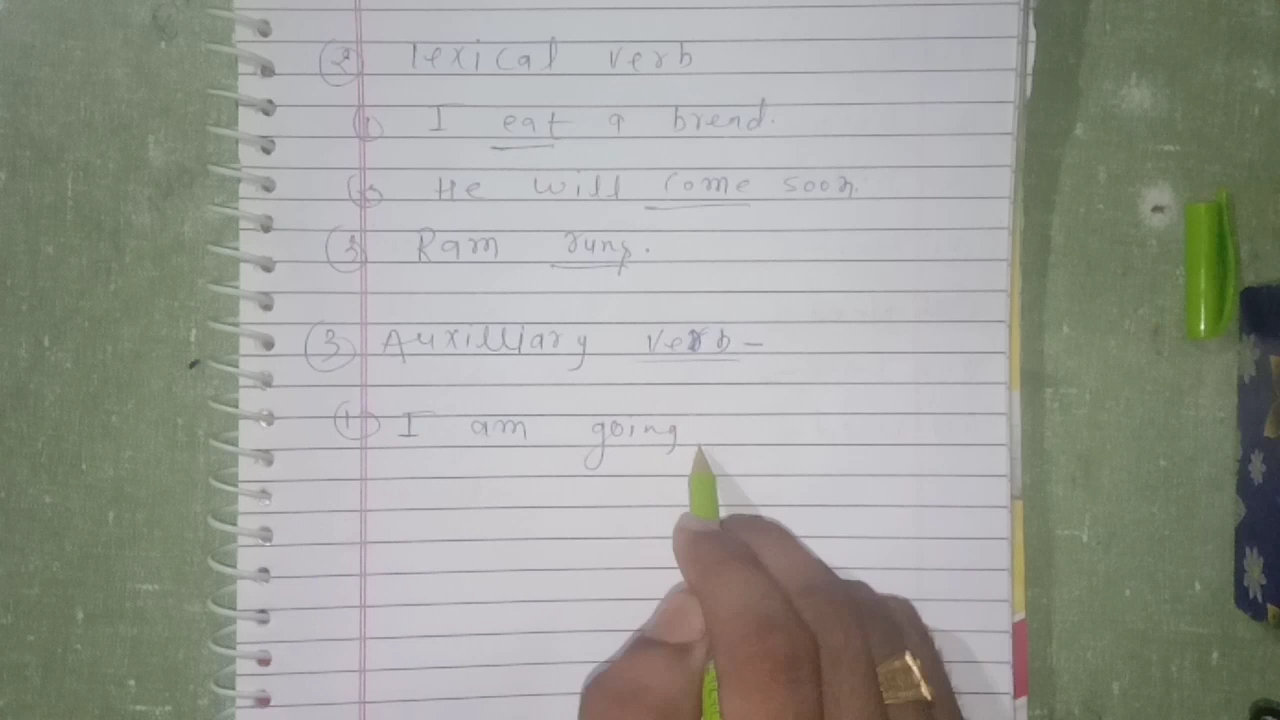 ② lexical verb
① I eat a bread.
② He will come soon.
③ Ram runs.
③ Auxilliary verb -
① I am going